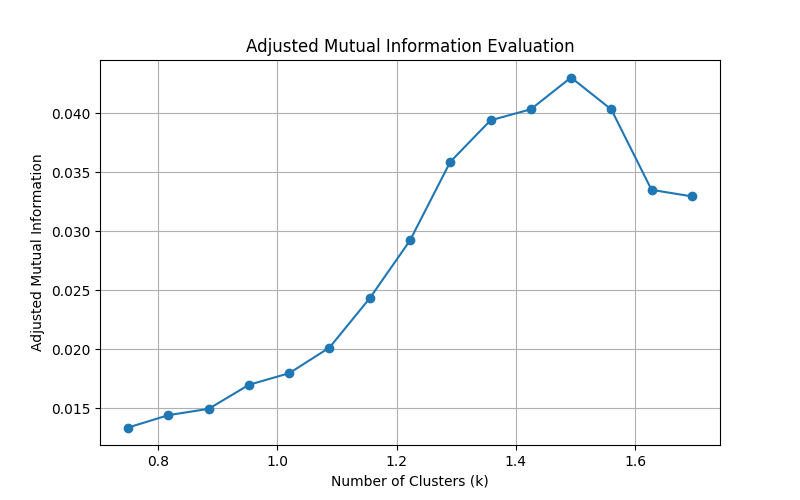 Adjusted Mutual Information Evaluation
Adjusted Mutual Information
0.040
0.035
0.030
0.025
0.020
0.015
0.8 1.0 1.2 1.4 1.6
Number of Clusters (k)